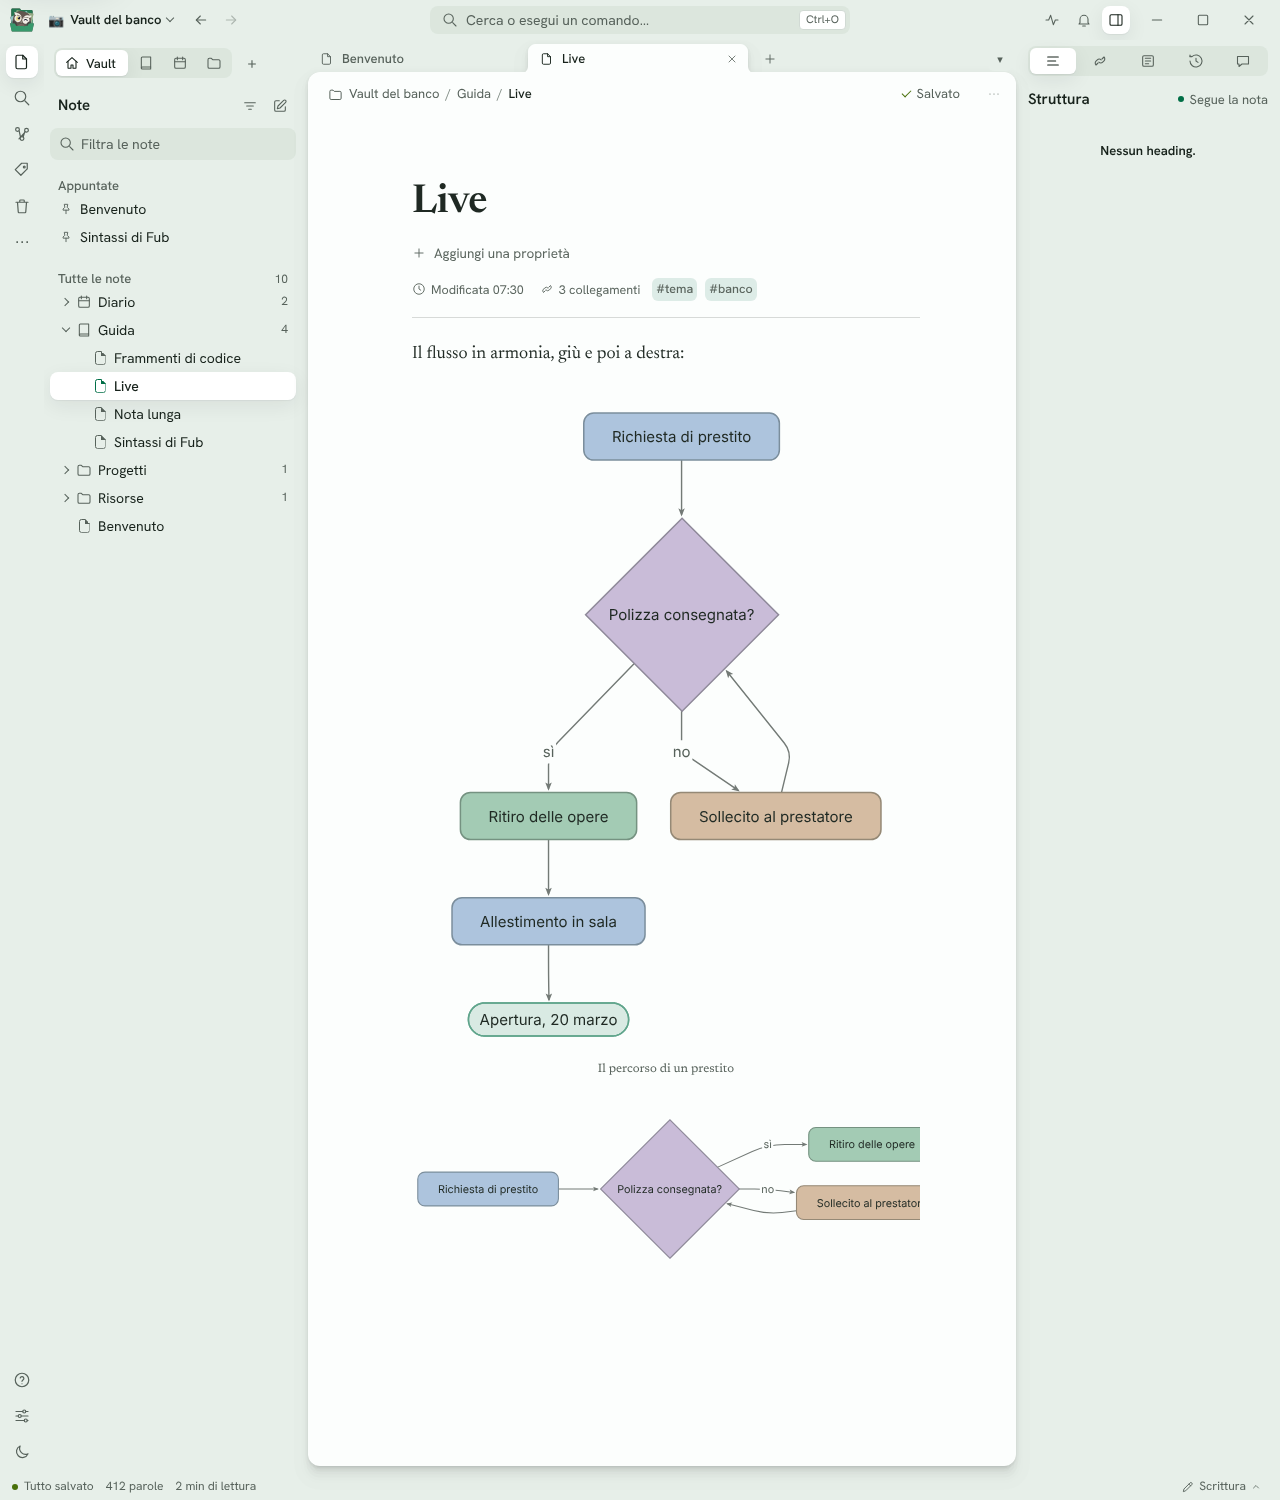 Vault del banco
Cerca o esegui un comando...
Ctrl+O
Vault
Benvenuto
Live
Note
Filtra le note
Appuntate
Benvenuto
Sintassi di Fub
Tutte le note 10
Diario 2
Guida 4
Frammenti di codice
Live
Nota lunga
Sintassi di Fub
Progetti 1
Risorse 1
Benvenuto
Vault del banco / Guida / Live
Salvato
Live
Aggiungi una proprietà
Modificata 07:30 3 collegamenti #tema #banco
Il flusso in armonia, giù e poi a destra:
Richiesta di prestito
Polizza consegnata?
sì
no
Ritiro delle opere
Sollecito al prestatore
Allestimento in sala
Apertura, 20 marzo
Il percorso di un prestito
Richiesta di prestito
Polizza consegnata?
sì
no
Ritiro delle opere
Sollecito al prestator
Struttura
Segue la nota
Nessun heading.
Tutto salvato 412 parole 2 min di lettura
Scrittura